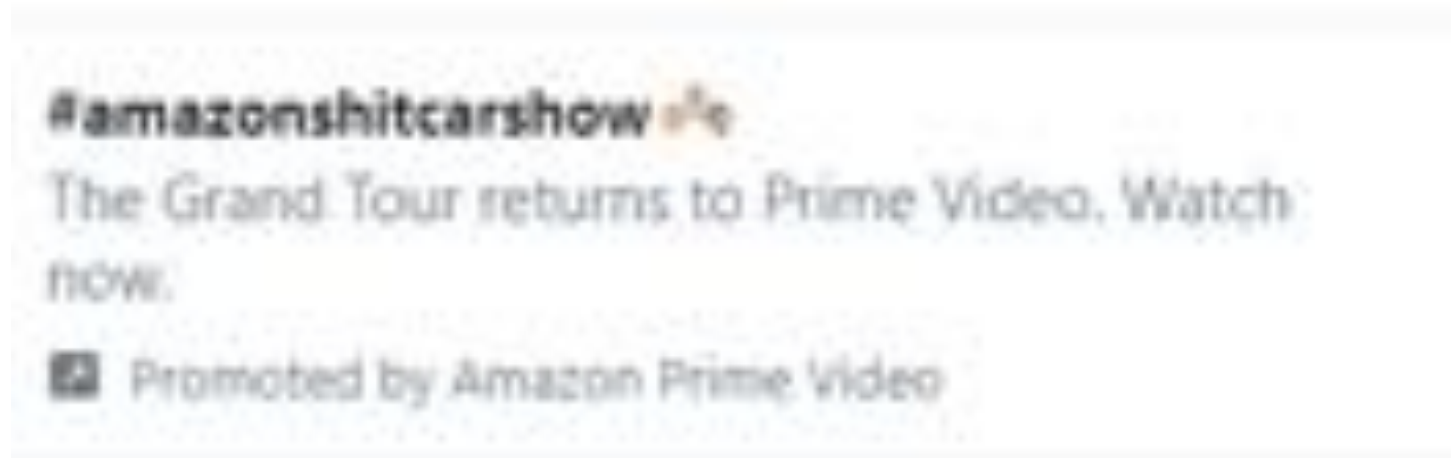 #amazonshitcarshow
The Grand Tour returns to Prime Video. Watch
now.
Promoted by Amazon Prime Video